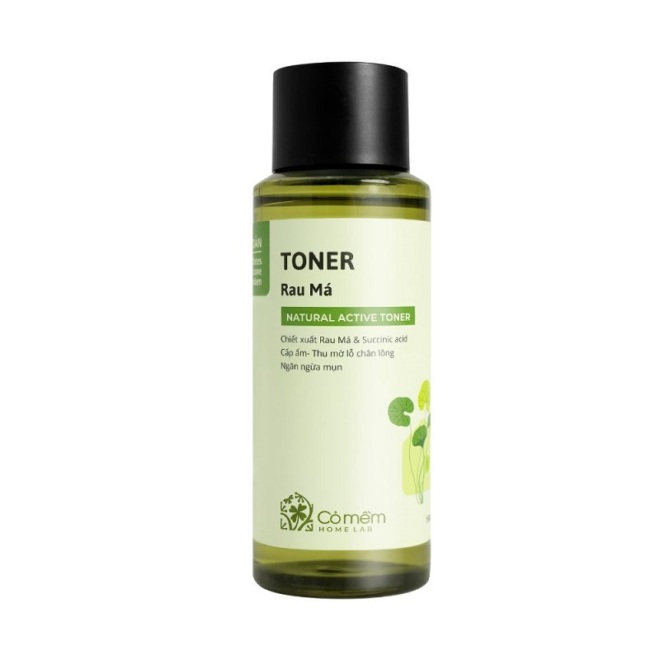 TONER
Rau Má
NATURAL ACTIVE TONER
Chiết xuất Rau Má & Succinic acid
Cấp ẩm- Thu mờ lỗ chân lông
Ngăn ngừa mụn
Cỏ mềm
HOME LAB